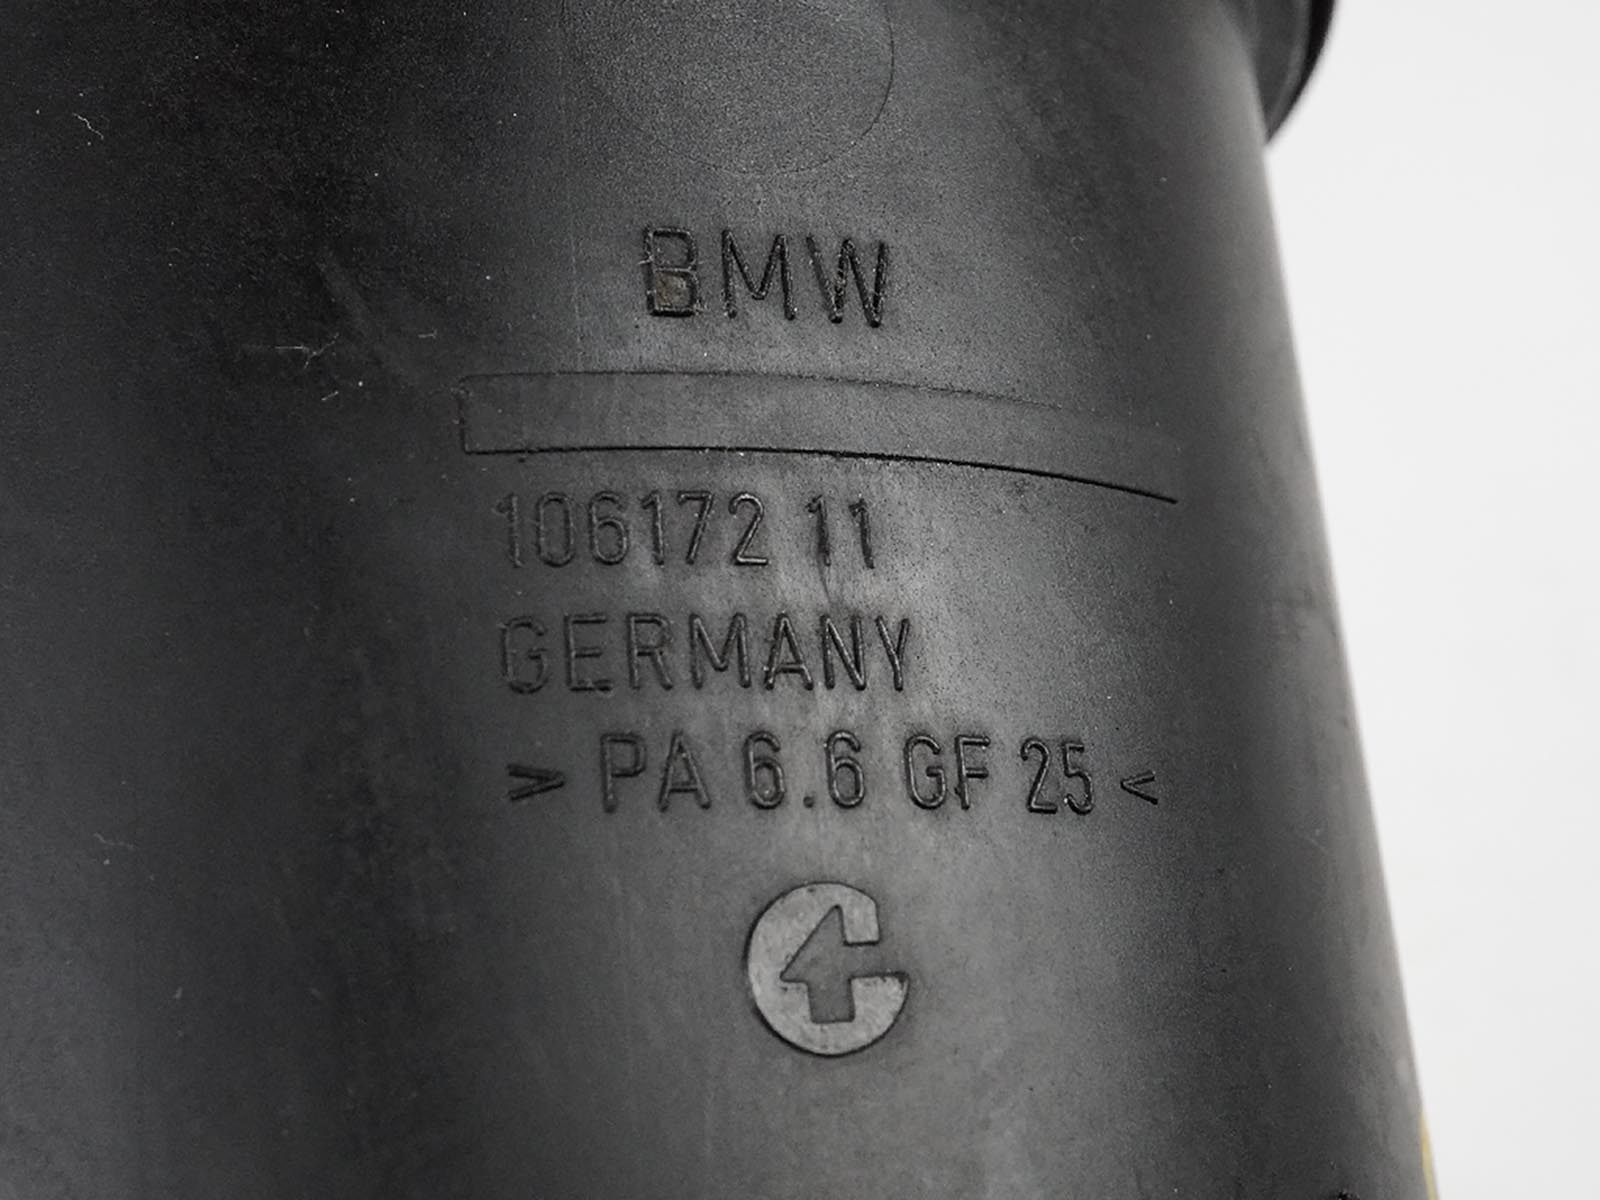 BMW
106172 11
GERMANY
> PA 6.6 GF 25 <